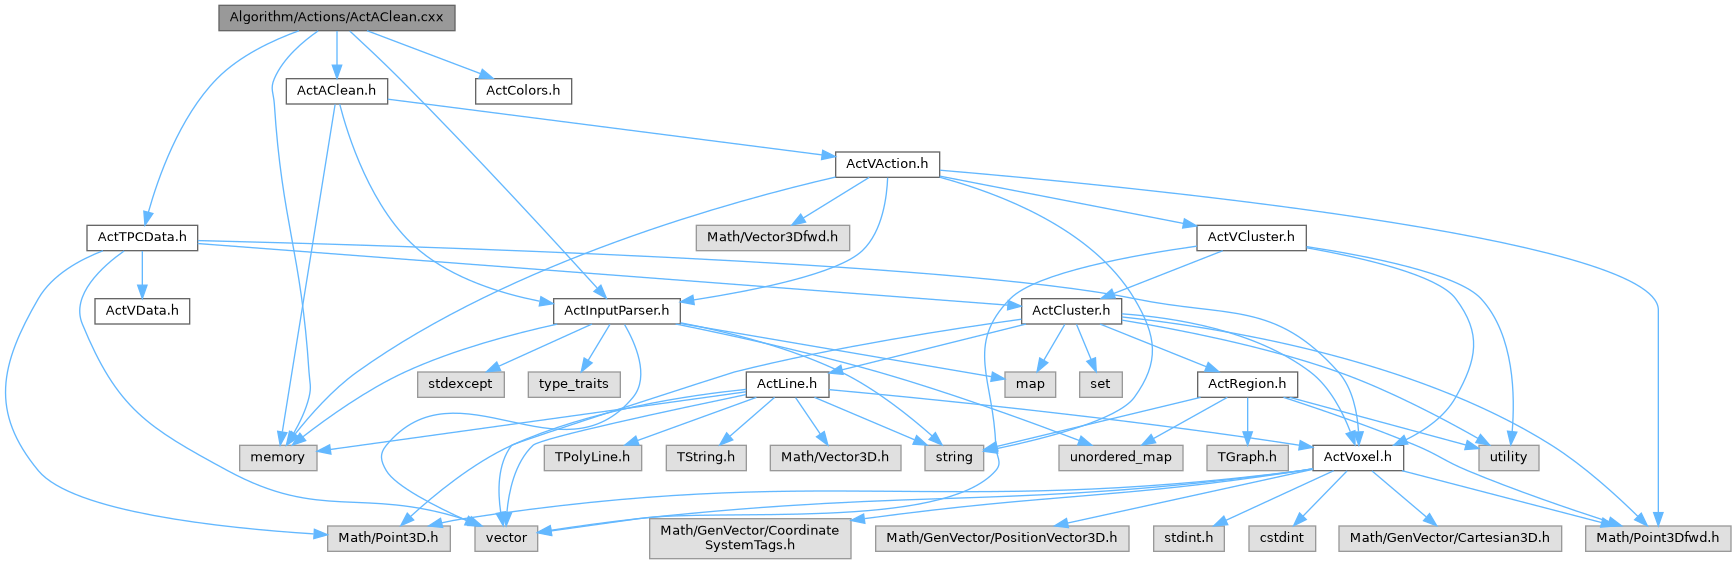 Algorithm/Actions/ActAClean.cxx
ActAClean.h
ActColors.h
ActVAction.h
ActTPCData.h
Math/Vector3Dfwd.h
ActVCluster.h
ActVData.h
ActInputParser.h
ActCluster.h
stdexcept
type_traits
ActLine.h
map
set
ActRegion.h
memory
TPolyLine.h
TString.h
Math/Vector3D.h
string
unordered_map
TGraph.h
ActVoxel.h
utility
Math/Point3D.h
vector
Math/GenVector/Coordinate
SystemTags.h
Math/GenVector/PositionVector3D.h
stdint.h
cstdint
Math/GenVector/Cartesian3D.h
Math/Point3Dfwd.h